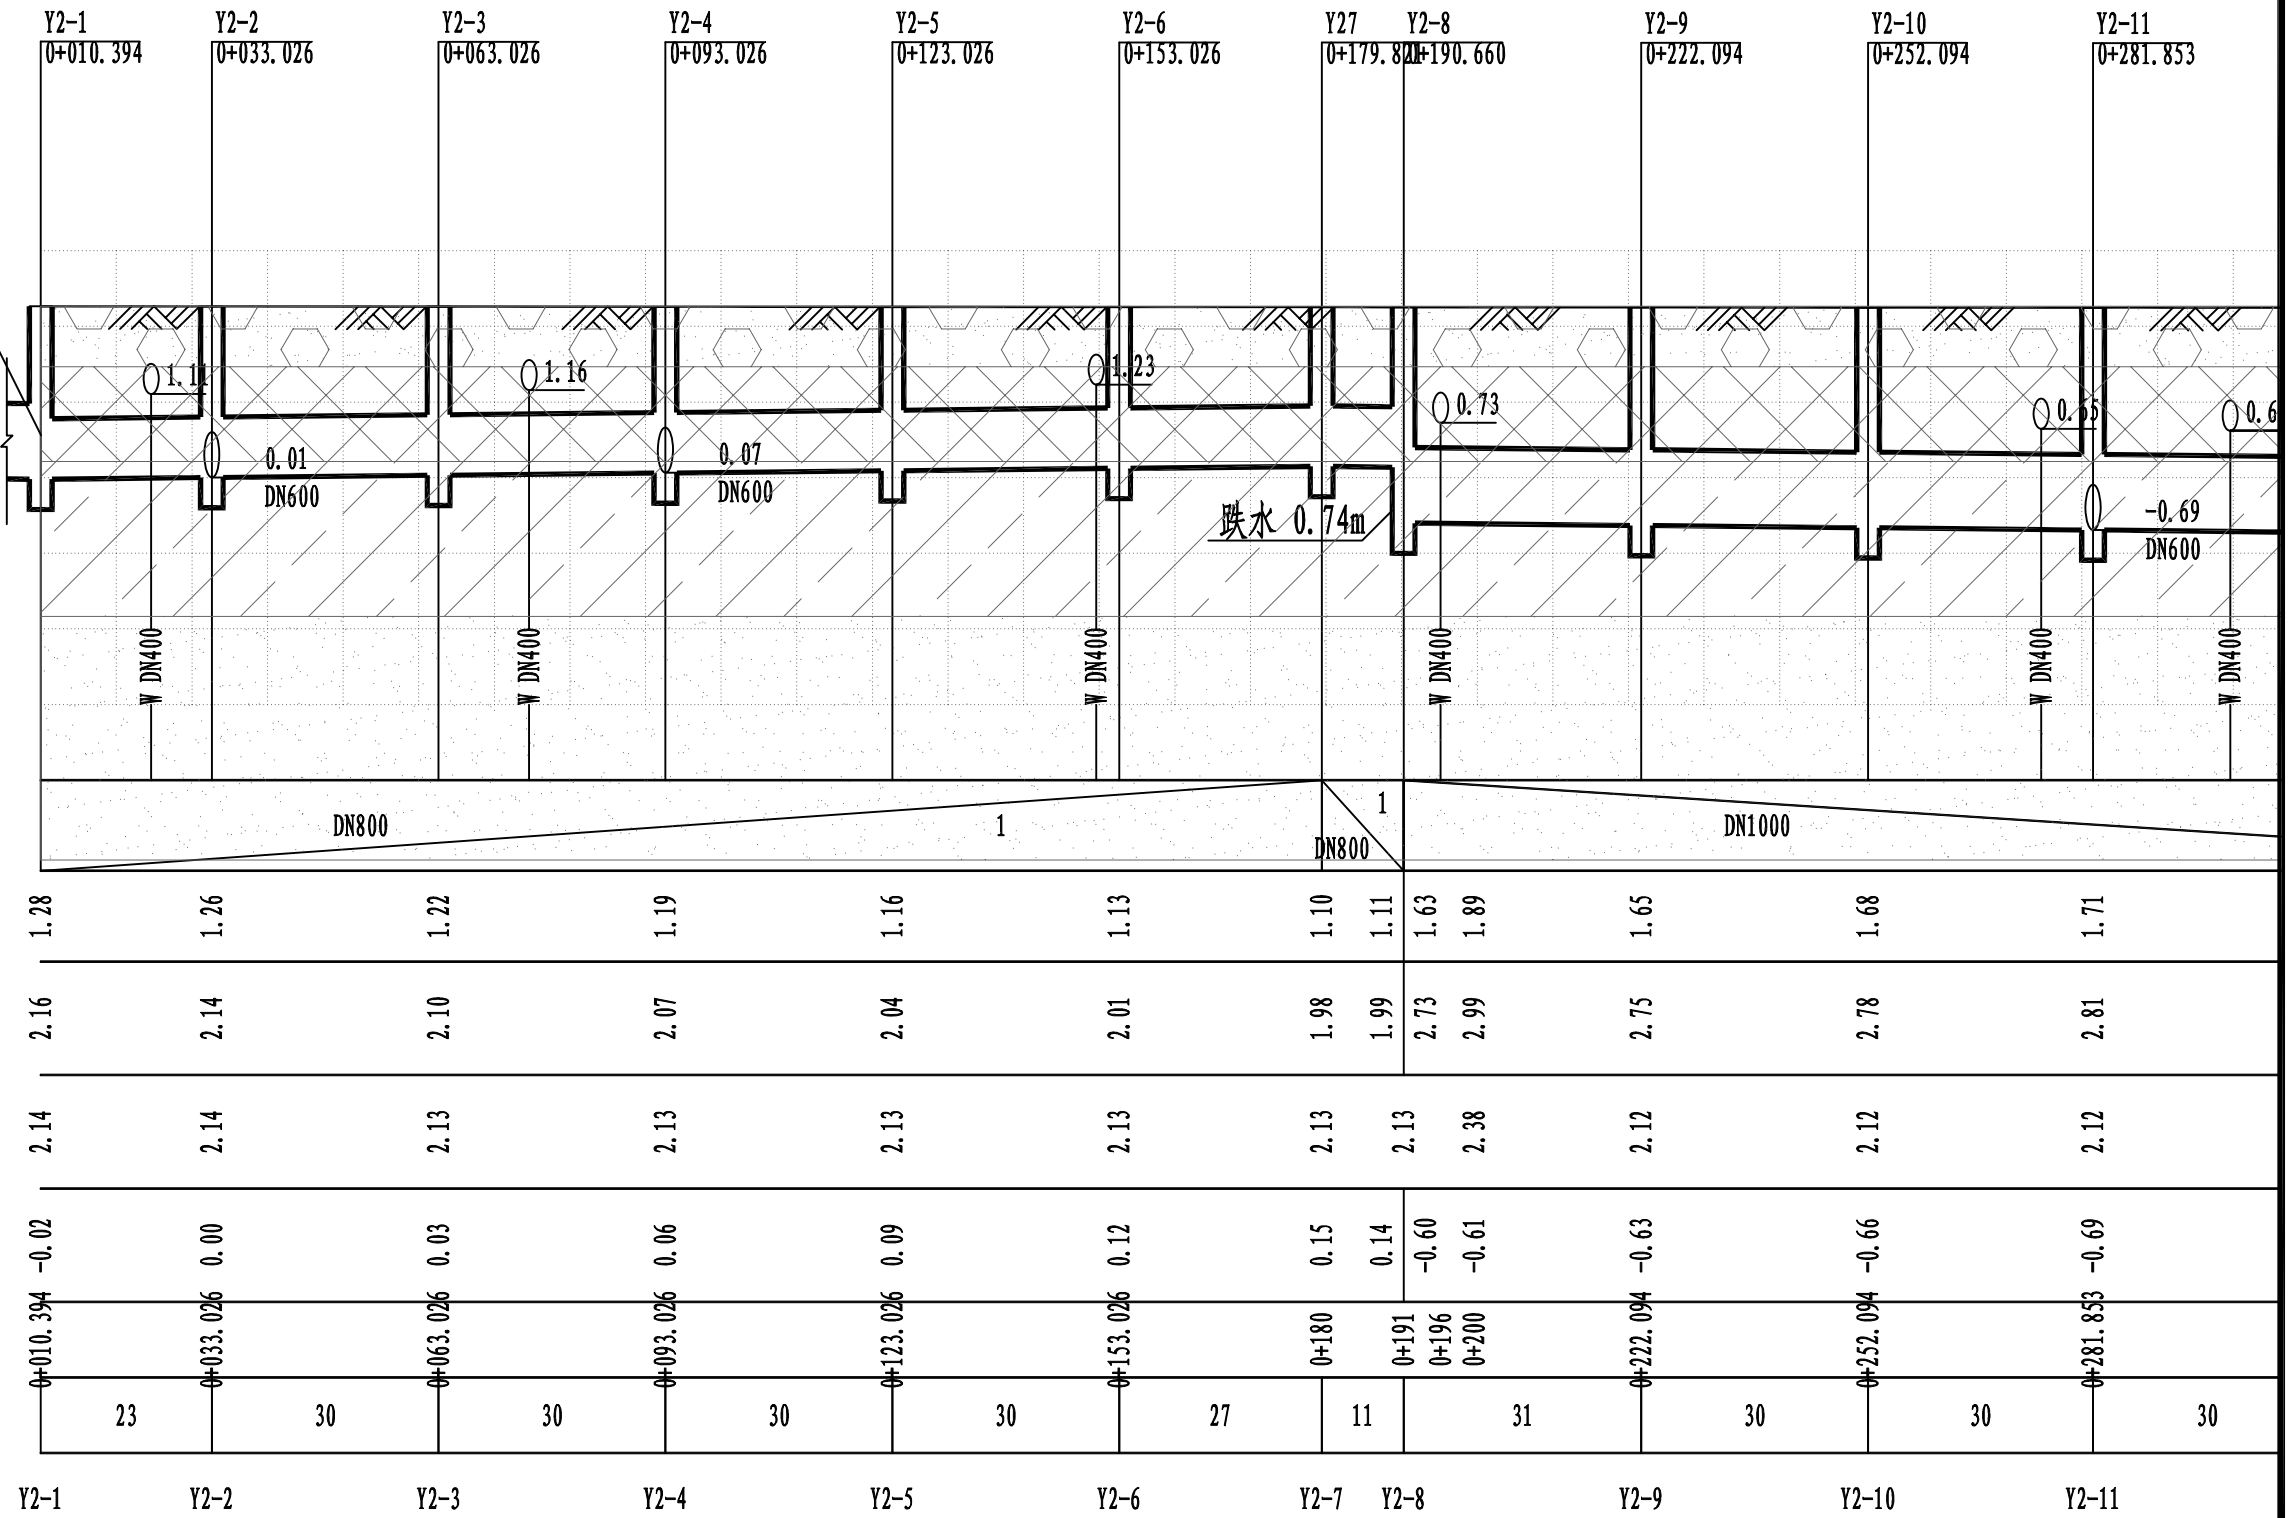 Y2-1 Y2-2 Y2-3 Y2-4 Y2-5 Y2-6 Y27 Y2-8 Y2-9 Y2-10 Y2-11
0+010.394 0+033.026 0+063.026 0+093.026 0+123.026 0+153.026 0+179.821 0+190.660 0+222.094 0+252.094 0+281.853
1.11 1.16 1.23 0.73 0.65 0.6
0.01 0.07 -0.69
DN600 DN600 DN600
跌水 0.74m
W DN400 W DN400 W DN400 W DN400 W DN400 W DN400
DN800 1 DN800 1 DN1000
1.28 1.26 1.22 1.19 1.16 1.13 1.10 1.11 1.63 1.89 1.65 1.68 1.71
2.16 2.14 2.10 2.07 2.04 2.01 1.98 1.99 2.73 2.99 2.75 2.78 2.81
2.14 2.14 2.13 2.13 2.13 2.13 2.13 2.13 2.38 2.12 2.12 2.12
-0.02 0.00 0.03 0.06 0.09 0.12 0.15 0.14 -0.60 -0.61 -0.63 -0.66 -0.69
0+010.394 0+033.026 0+063.026 0+093.026 0+123.026 0+153.026 0+180 0+191 0+196 0+200 0+222.094 0+252.094 0+281.853
23 30 30 30 30 27 11 31 30 30 30
Y2-1 Y2-2 Y2-3 Y2-4 Y2-5 Y2-6 Y2-7 Y2-8 Y2-9 Y2-10 Y2-11